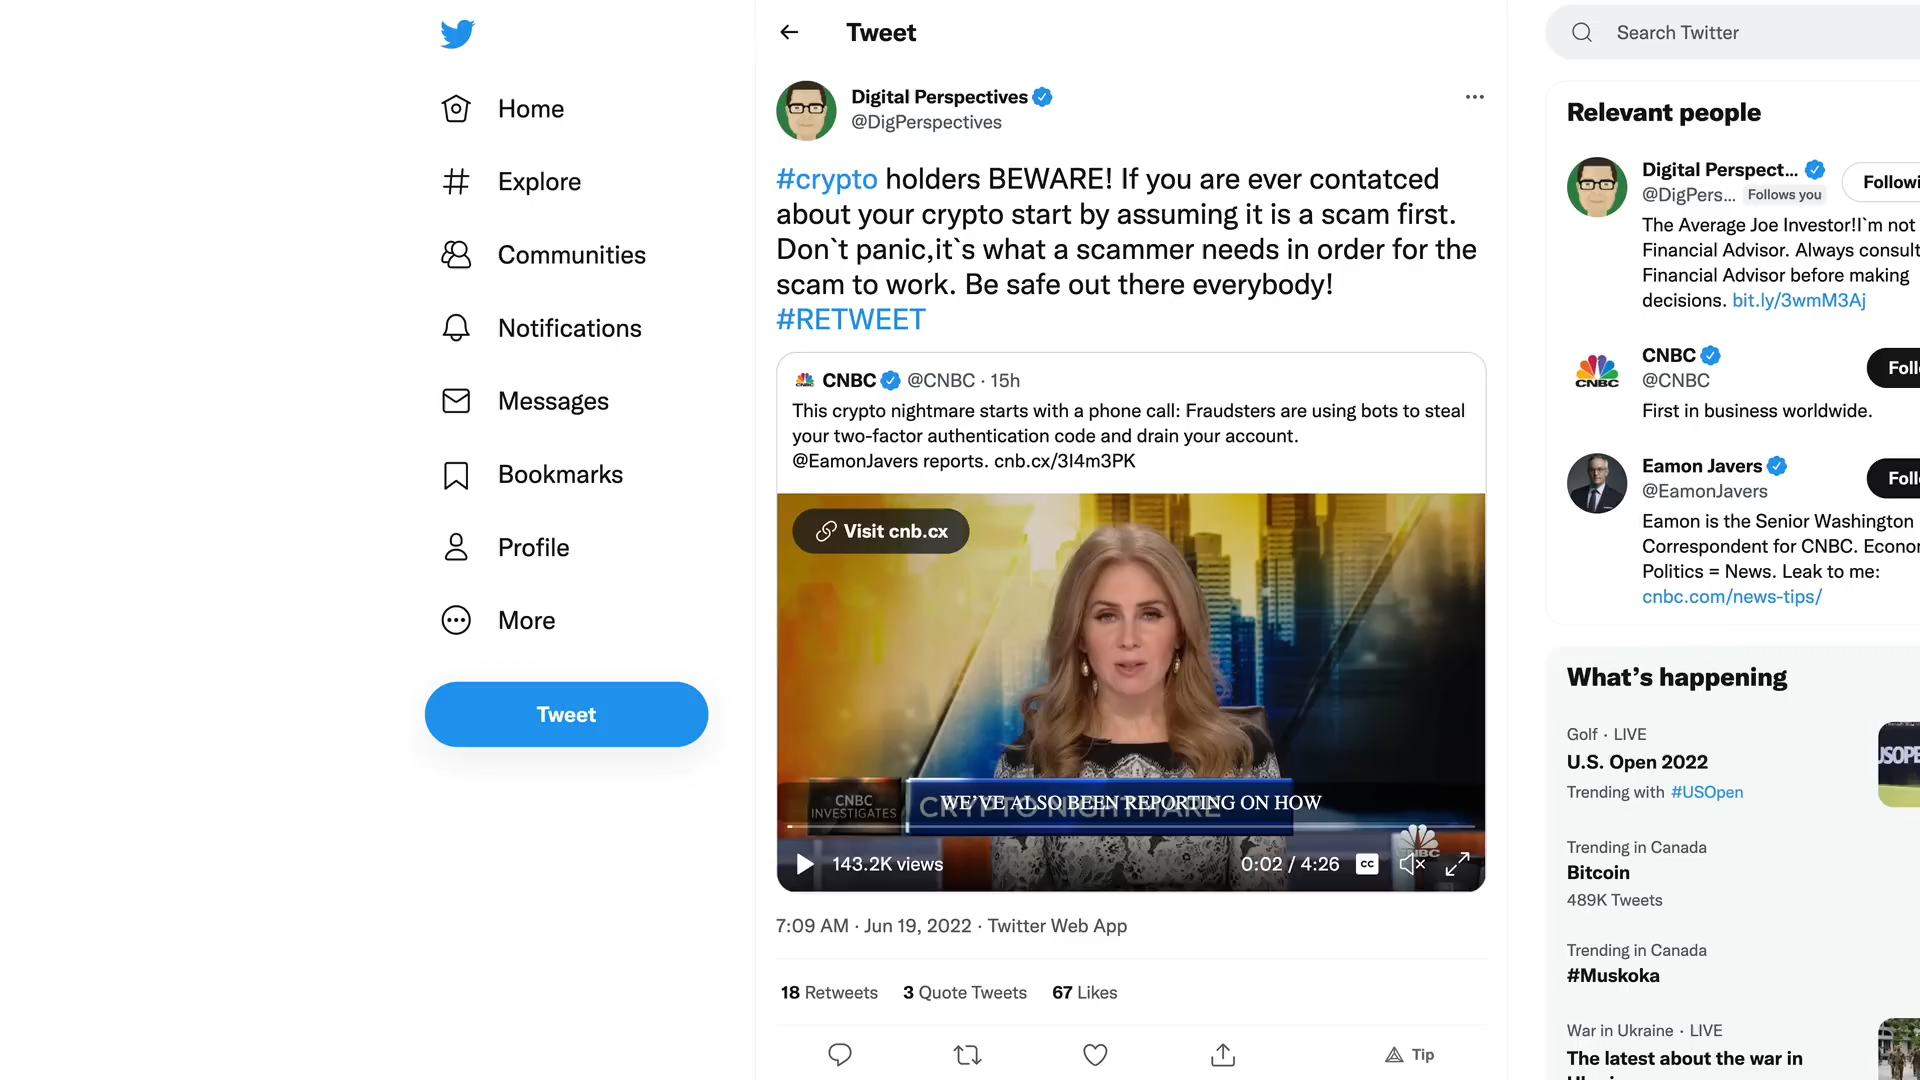 Home
Explore
Communities
Notifications
Messages
Bookmarks
Profile
More
Tweet
Tweet
Digital Perspectives
@DigPerspectives
#crypto holders BEWARE! If you are ever contatced
about your crypto start by assuming it is a scam first.
Don`t panic,it`s what a scammer needs in order for the
scam to work. Be safe out there everybody!
#RETWEET
CNBC @CNBC · 15h
This crypto nightmare starts with a phone call: Fraudsters are using bots to steal
your two-factor authentication code and drain your account.
@EamonJavers reports. cnb.cx/3I4m3PK
Visit cnb.cx
CNBC
INVESTIGATES
CRYPTO NIGHTMARE
WE'VE ALSO BEEN REPORTING ON HOW
CNBC
143.2K views
0:02 / 4:26
cc
7:09 AM · Jun 19, 2022 · Twitter Web App
18 Retweets 3 Quote Tweets 67 Likes
Tip
Search Twitter
Relevant people
Digital Perspect...
@DigPers... Follows you
Followi
The Average Joe Investor!I`m not
Financial Advisor. Always consult
Financial Advisor before making
decisions. bit.ly/3wmM3Aj
CNBC
CNBC
@CNBC
Foll
First in business worldwide.
Eamon Javers
@EamonJavers
Foll
Eamon is the Senior Washington
Correspondent for CNBC. Econo
Politics = News. Leak to me:
cnbc.com/news-tips/
What's happening
Golf · LIVE
U.S. Open 2022
Trending with #USOpen
USOPE
Trending in Canada
Bitcoin
489K Tweets
Trending in Canada
#Muskoka
War in Ukraine · LIVE
The latest about the war in